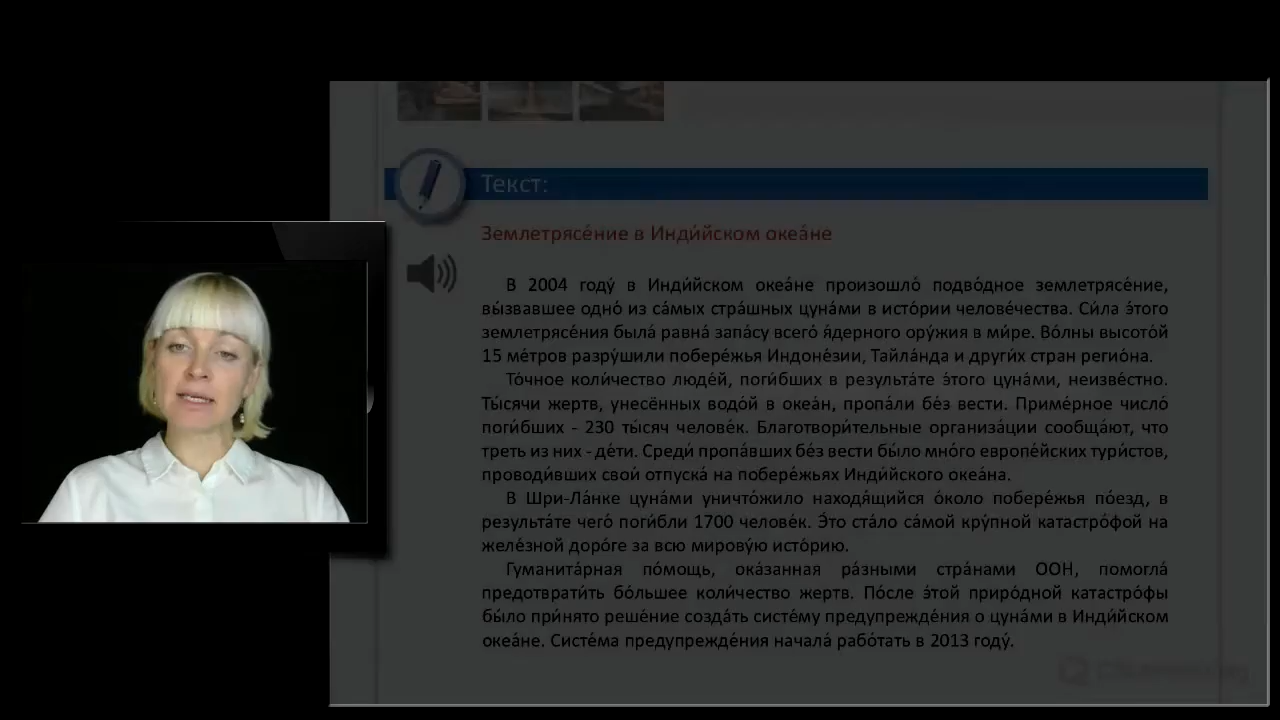 Текст:
Землетрясе́ние в Инди́йском океа́не
В 2004 году́ в Инди́йском океа́не произошло́ подво́дное землетрясе́ние,
вы́звавшее одно́ из са́мых стра́шных цуна́ми в исто́рии челове́чества. Си́ла э́того
землетрясе́ния была́ равна́ запа́су всего́ я́дерного ору́жия в ми́ре. Во́лны высото́й
15 ме́тров разру́шили побере́жья Индоне́зии, Тайла́нда и други́х стран регио́на.
То́чное коли́чество люде́й, поги́бших в результа́те э́того цуна́ми, неизве́стно.
Ты́сячи жертв, унесённых водо́й в океа́н, пропа́ли бе́з вести. Приме́рное число́
поги́бших - 230 ты́сяч челове́к. Благотвори́тельные организа́ции сообща́ют, что
треть из них - де́ти. Среди́ пропа́вших бе́з вести бы́ло мно́го европе́йских тури́стов,
проводи́вших свои́ отпуска́ на побере́жьях Инди́йского океа́на.
В Шри-Ла́нке цуна́ми уничто́жило находя́щийся о́коло побере́жья по́езд, в
результа́те чего́ поги́бли 1700 челове́к. Э́то ста́ло са́мой кру́пной катастро́фой на
желе́зной доро́ге за всю мирову́ю исто́рию.
Гуманита́рная по́мощь, ока́занная ра́зными стра́нами ООН, помогла́
предотврати́ть бо́льшее коли́чество жертв. По́сле э́той приро́дной катастро́фы
бы́ло при́нято реше́ние созда́ть систе́му предупрежде́ния о цуна́ми в Инди́йском
океа́не. Систе́ма предупрежде́ния начала́ рабо́тать в 2013 году́.